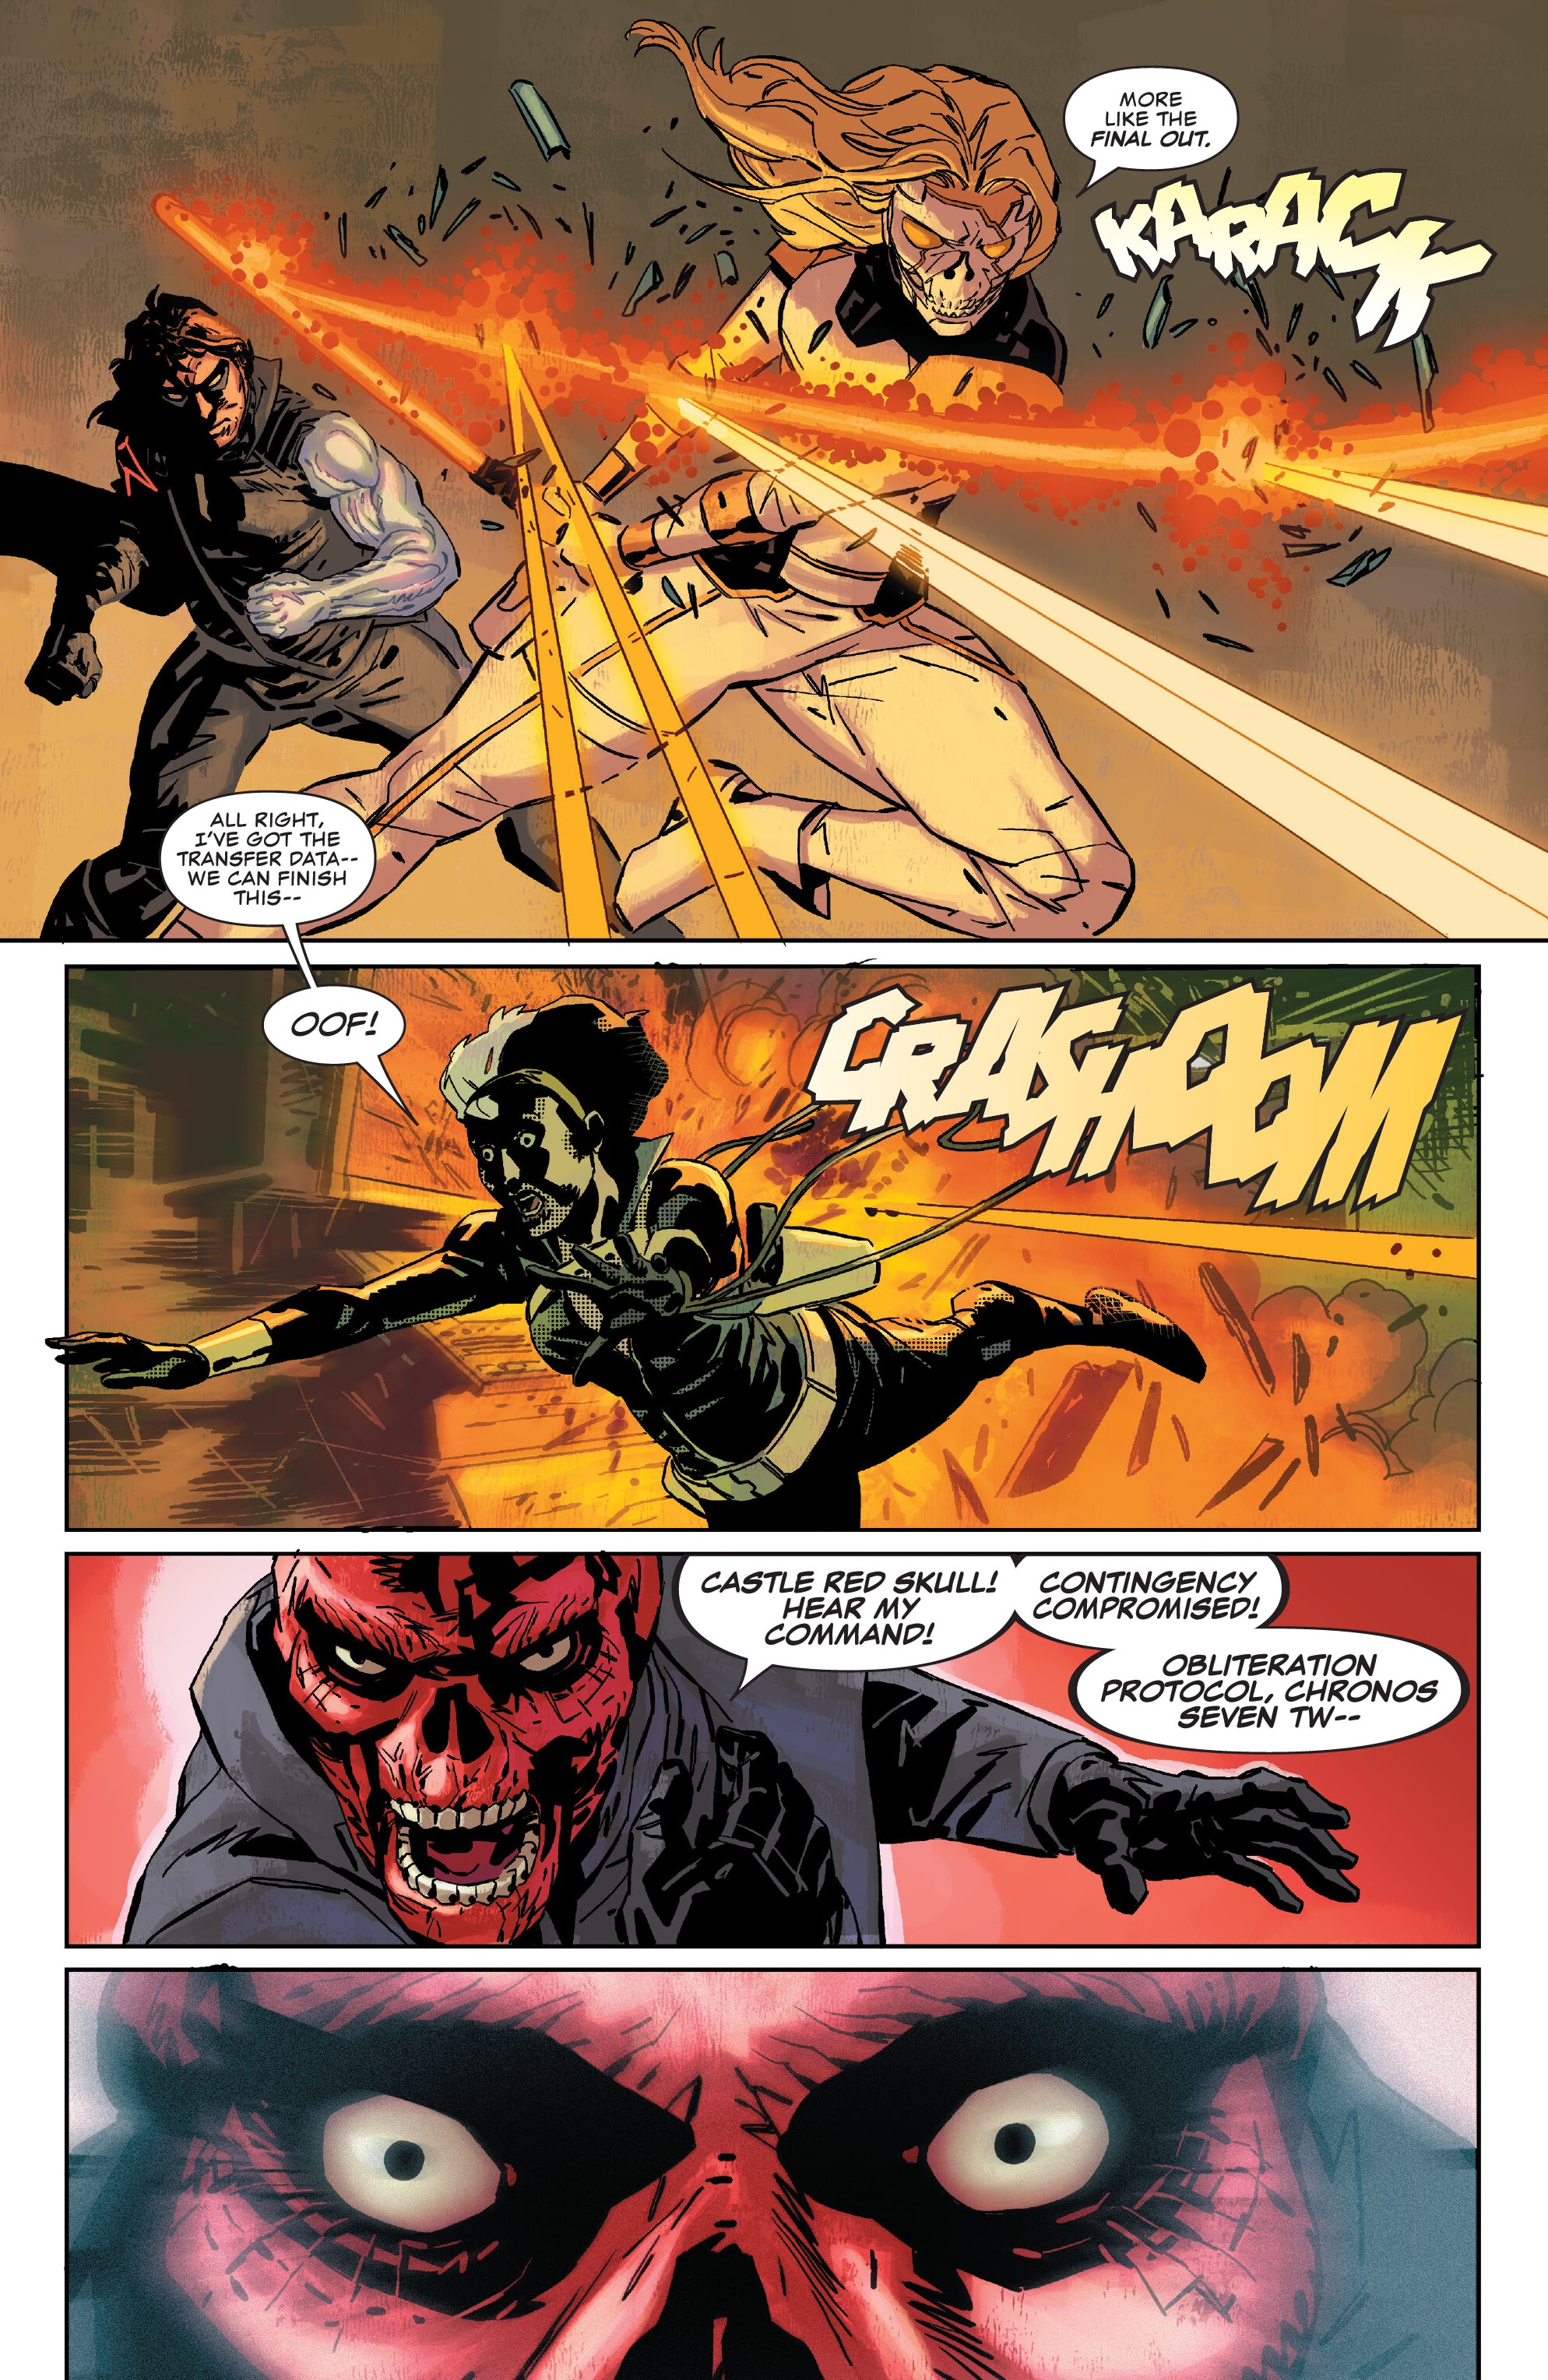 MORE
LIKE THE
FINAL OUT.
KARACK
ALL RIGHT,
I'VE GOT THE
TRANSFER DATA--
WE CAN FINISH
THIS--
OOF!
CRASHOOM
CASTLE RED SKULL!
HEAR MY
COMMAND!
CONTINGENCY
COMPROMISED!
OBLITERATION
PROTOCOL, CHRONOS
SEVEN TW--